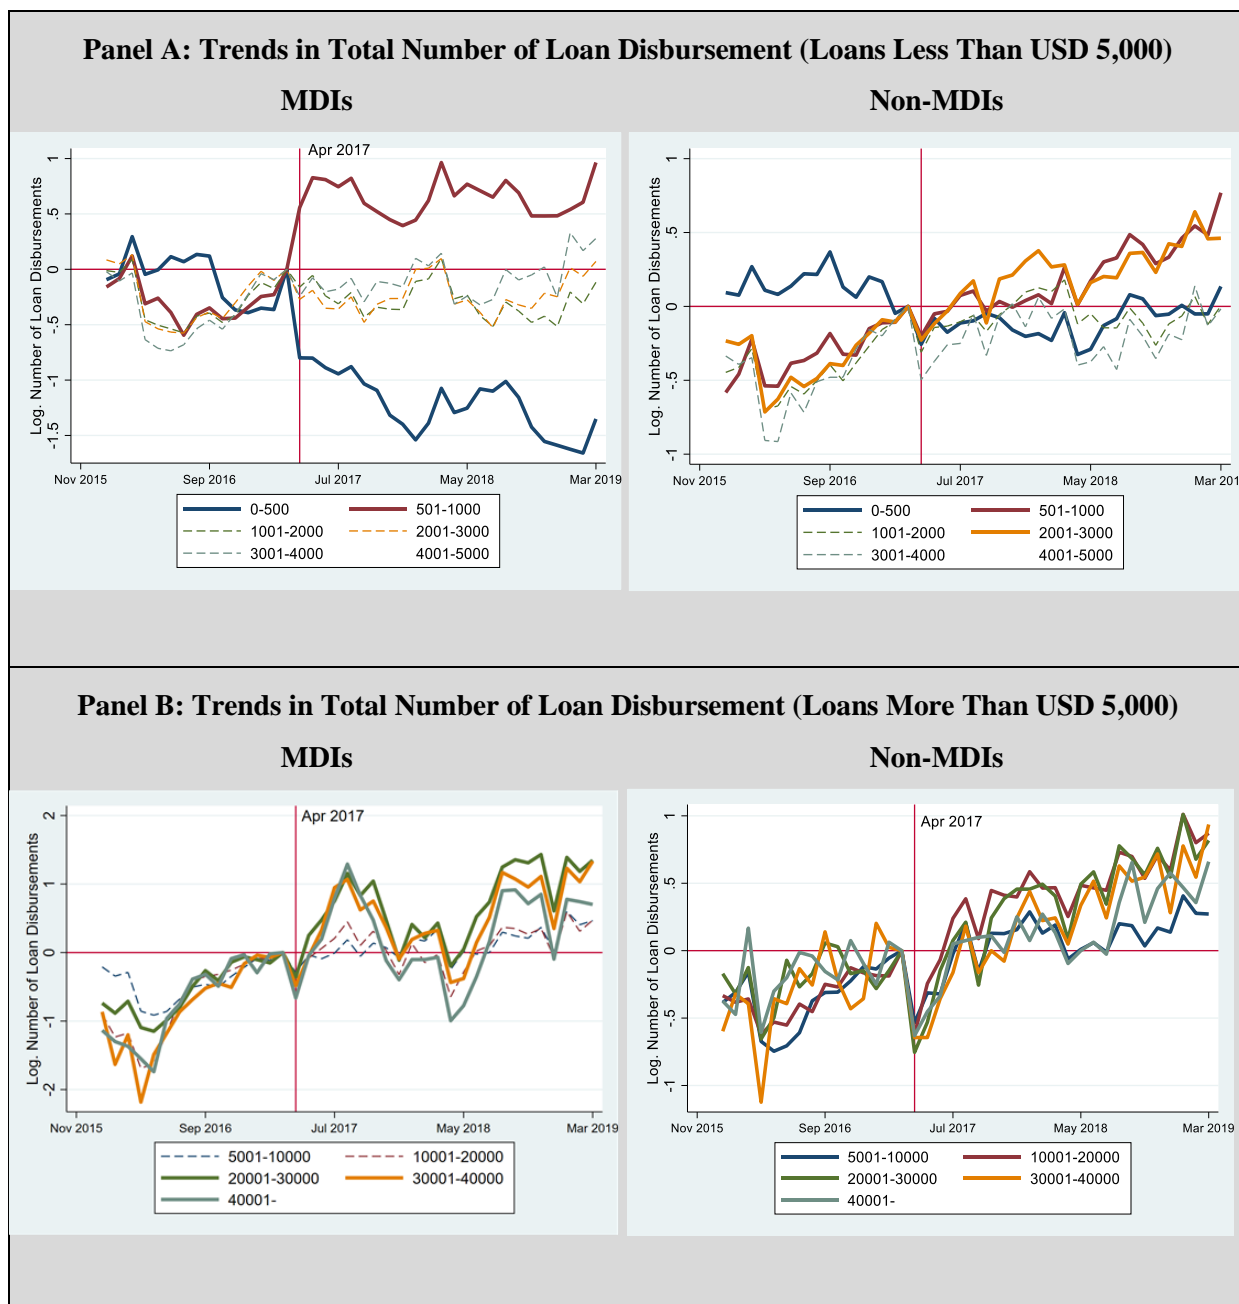 Panel A: Trends in Total Number of Loan Disbursement (Loans Less Than USD 5,000)
MDIs
Non-MDIs
Apr 2017
Log. Number of Loan Disbursements
1
.5
0
-.5
-1
-1.5
Nov 2015
Sep 2016
Jul 2017
May 2018
Mar 2019
0-500
501-1000
1001-2000
2001-3000
3001-4000
4001-5000
Log. Number of Loan Disbursements
1
.5
0
-.5
-1
Nov 2015
Sep 2016
Jul 2017
May 2018
Mar 201
0-500
501-1000
1001-2000
2001-3000
3001-4000
4001-5000
Panel B: Trends in Total Number of Loan Disbursement (Loans More Than USD 5,000)
MDIs
Non-MDIs
Apr 2017
Log. Number of Loan Disbursements
2
1
0
-1
-2
Nov 2015
Sep 2016
Jul 2017
May 2018
Mar 2019
5001-10000
10001-20000
20001-30000
30001-40000
40001-
Apr 2017
Log. Number of Loan Disbursements
1
.5
0
-.5
-1
Nov 2015
Sep 2016
Jul 2017
May 2018
Mar 2019
5001-10000
10001-20000
20001-30000
30001-40000
40001-